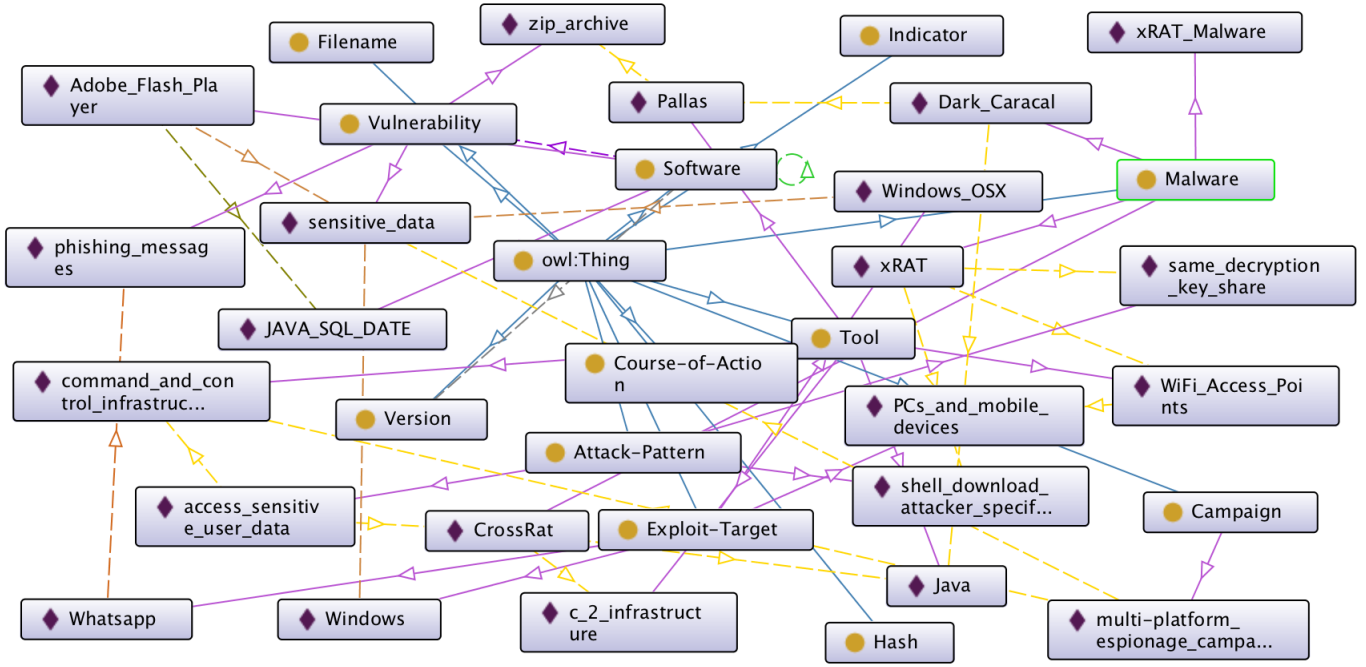 zip_archive
xRAT_Malware
Filename
Indicator
Adobe_Flash_Pla
yer
Pallas
Dark_Caracal
Vulnerability
Software
Malware
Windows_OSX
sensitive_data
phishing_messag
es
owl:Thing
xRAT
same_decryption
_key_share
JAVA_SQL_DATE
Tool
Course-of-Actio
n
command_and_con
trol_infrastruc...
WiFi_Access_Poi
nts
PCs_and_mobile_
devices
Version
Attack-Pattern
shell_download_
attacker_specif...
access_sensitiv
e_user_data
Campaign
CrossRat
Exploit-Target
Java
Whatsapp
Windows
c_2_infrastruct
ure
multi-platform_
espionage_campa...
Hash